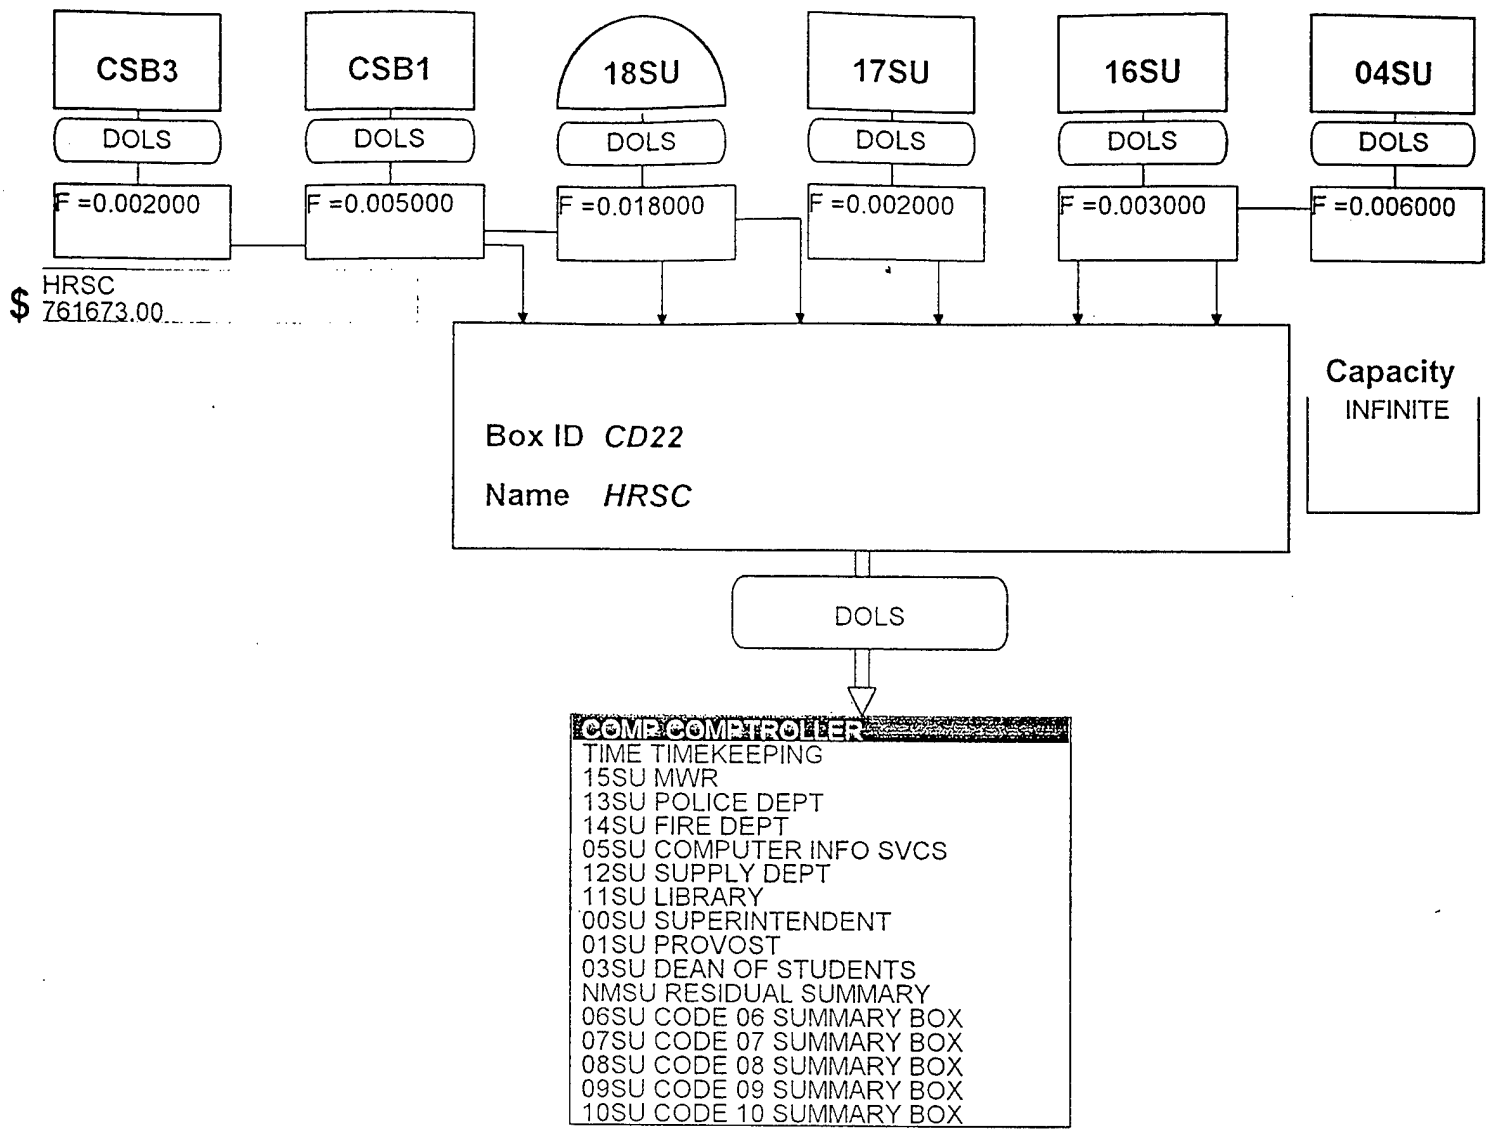 CSB3 CSB1 18SU 17SU 16SU 04SU
DOLS DOLS DOLS DOLS DOLS DOLS
F =0.002000 F =0.005000 F =0.018000 F =0.002000 F =0.003000 F =0.006000
HRSC
$ 761673.00
Capacity
INFINITE
Box ID CD22
Name HRSC
DOLS
COMP COMPTROLLER
TIME TIMEKEEPING
15SU MWR
13SU POLICE DEPT
14SU FIRE DEPT
05SU COMPUTER INFO SVCS
12SU SUPPLY DEPT
11SU LIBRARY
00SU SUPERINTENDENT
01SU PROVOST
03SU DEAN OF STUDENTS
NMSU RESIDUAL SUMMARY
06SU CODE 06 SUMMARY BOX
07SU CODE 07 SUMMARY BOX
08SU CODE 08 SUMMARY BOX
09SU CODE 09 SUMMARY BOX
10SU CODE 10 SUMMARY BOX